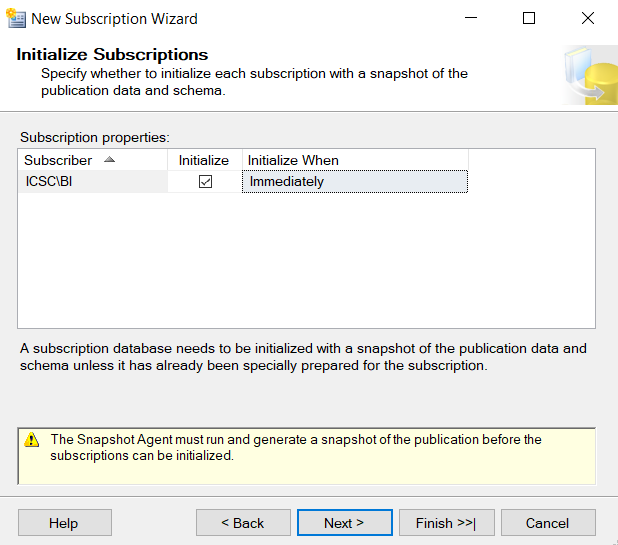 New Subscription Wizard
Initialize Subscriptions
Specify whether to initialize each subscription with a snapshot of the
publication data and schema.
Subscription properties:
Subscriber Initialize Initialize When
ICSC\BI Immediately
A subscription database needs to be initialized with a snapshot of the publication data and
schema unless it has already been specially prepared for the subscription.
The Snapshot Agent must run and generate a snapshot of the publication before the
subscriptions can be initialized.
Help < Back Next > Finish >>| Cancel